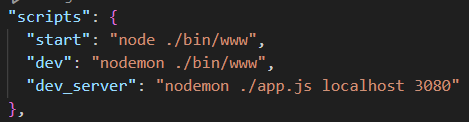 "scripts": {
"start": "node ./bin/www",
"dev": "nodemon ./bin/www",
"dev_server": "nodemon ./app.js localhost 3080"
},